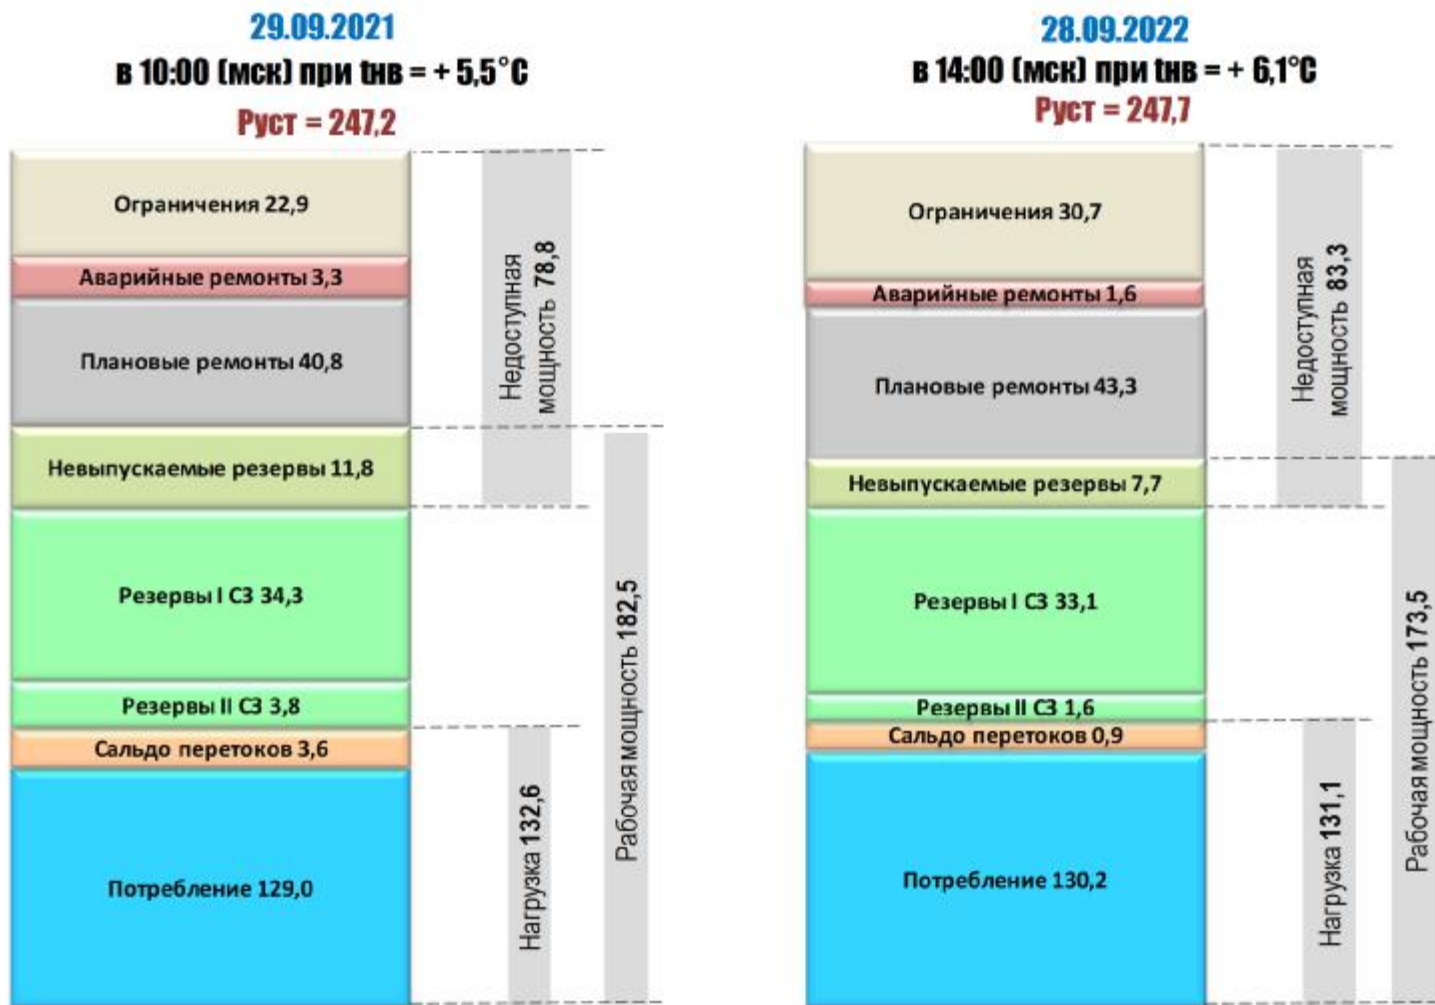 29.09.2021
в 10:00 (мск) при tнв = + 5,5°С
Руст = 247,2
Ограничения 22,9
Аварийные ремонты 3,3
Плановые ремонты 40,8
Невыпускаемые резервы 11,8
Резервы I СЗ 34,3
Резервы II СЗ 3,8
Сальдо перетоков 3,6
Потребление 129,0
Недоступная
мощность 78,8
Рабочая мощность 182,5
Нагрузка 132,6
28.09.2022
в 14:00 (мск) при tнв = + 6,1°С
Руст = 247,7
Ограничения 30,7
Аварийные ремонты 1,6
Плановые ремонты 43,3
Невыпускаемые резервы 7,7
Резервы I СЗ 33,1
Резервы II СЗ 1,6
Сальдо перетоков 0,9
Потребление 130,2
Недоступная
мощность 83,3
Рабочая мощность 173,5
Нагрузка 131,1